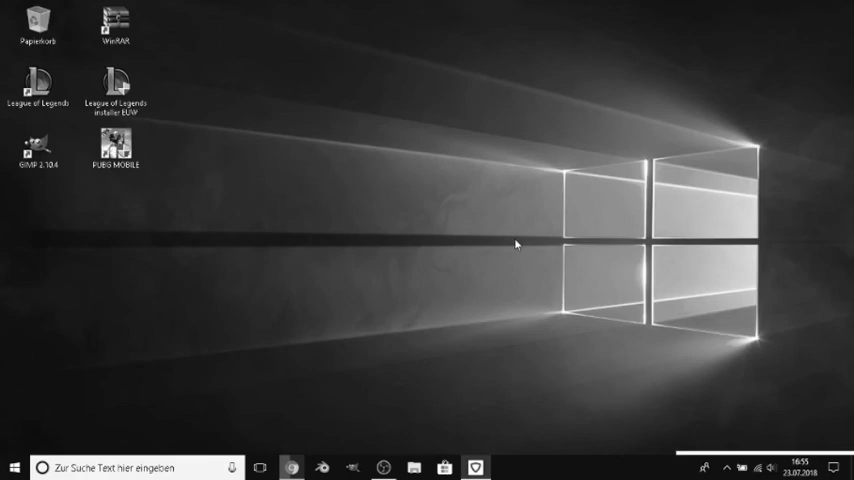 Papierkorb
WinRAR
League of Legends
League of Legends
installer EUW
GIMP 2.10.4
PUBG MOBILE
Zur Suche Text hier eingeben
16:55
23.07.2018